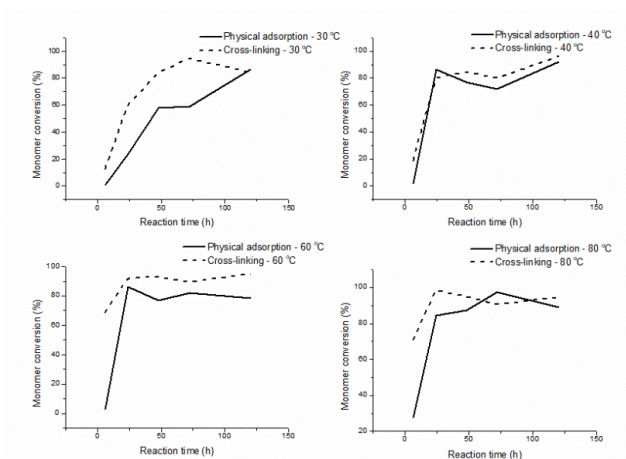 Physical adsorption - 30 °C
Cross-linking - 30 °C
Monomer conversion (%)
100
80
60
40
20
0
0
50
100
150
Reaction time (h)
Physical adsorption - 40 °C
Cross-linking - 40 °C
Monomer conversion (%)
100
80
60
40
20
0
0
50
100
150
Reaction time (h)
Physical adsorption - 60 °C
Cross-linking - 60 °C
Monomer conversion (%)
100
80
60
40
20
0
0
50
100
150
Reaction time (h)
Physical adsorption - 80 °C
Cross-linking - 80 °C
Monomer conversion (%)
100
80
60
40
20
0
50
100
150
Reaction time (h)